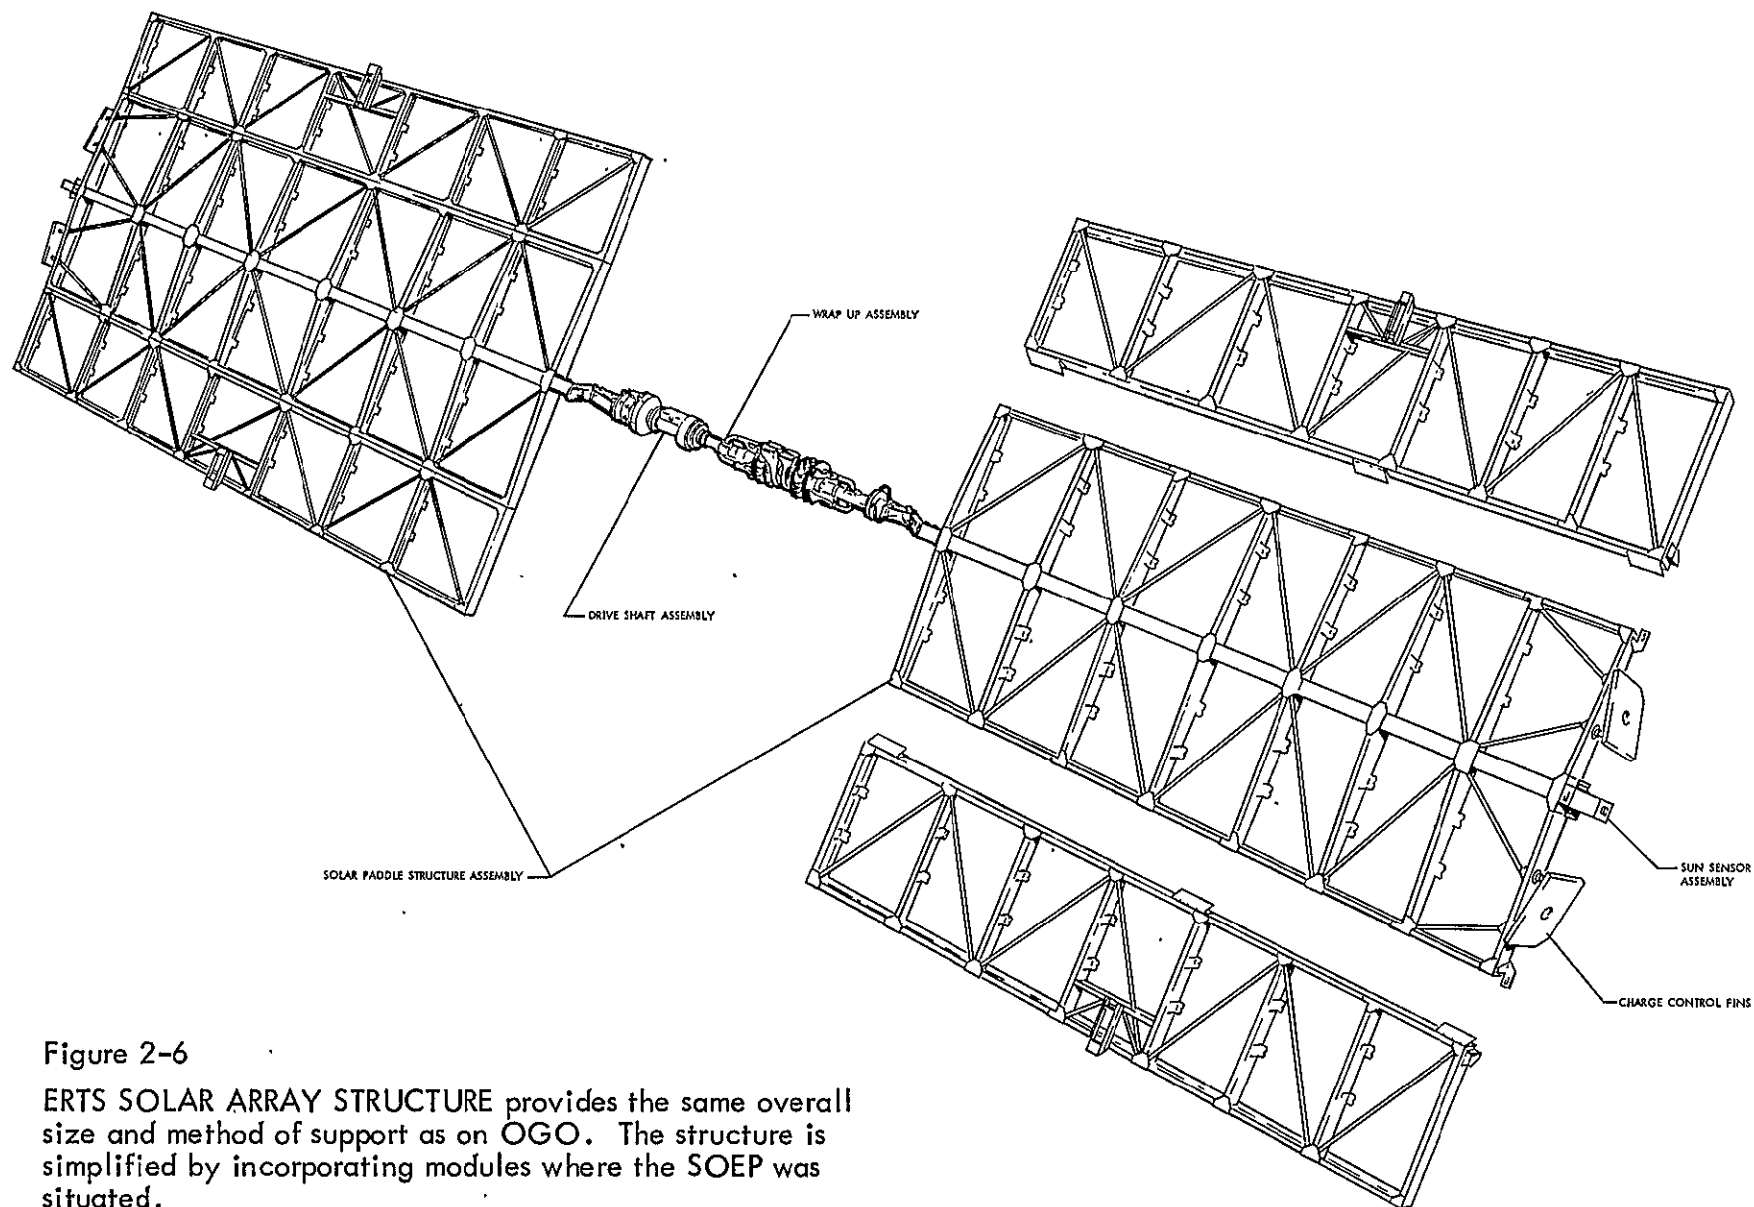 WRAP UP ASSEMBLY
DRIVE SHAFT ASSEMBLY
SOLAR PADDLE STRUCTURE ASSEMBLY
SUN SENSOR
ASSEMBLY
CHARGE CONTROL FINS
Figure 2-6
ERTS SOLAR ARRAY STRUCTURE provides the same overall
size and method of support as on OGO. The structure is
simplified by incorporating modules where the SOEP was
situated.